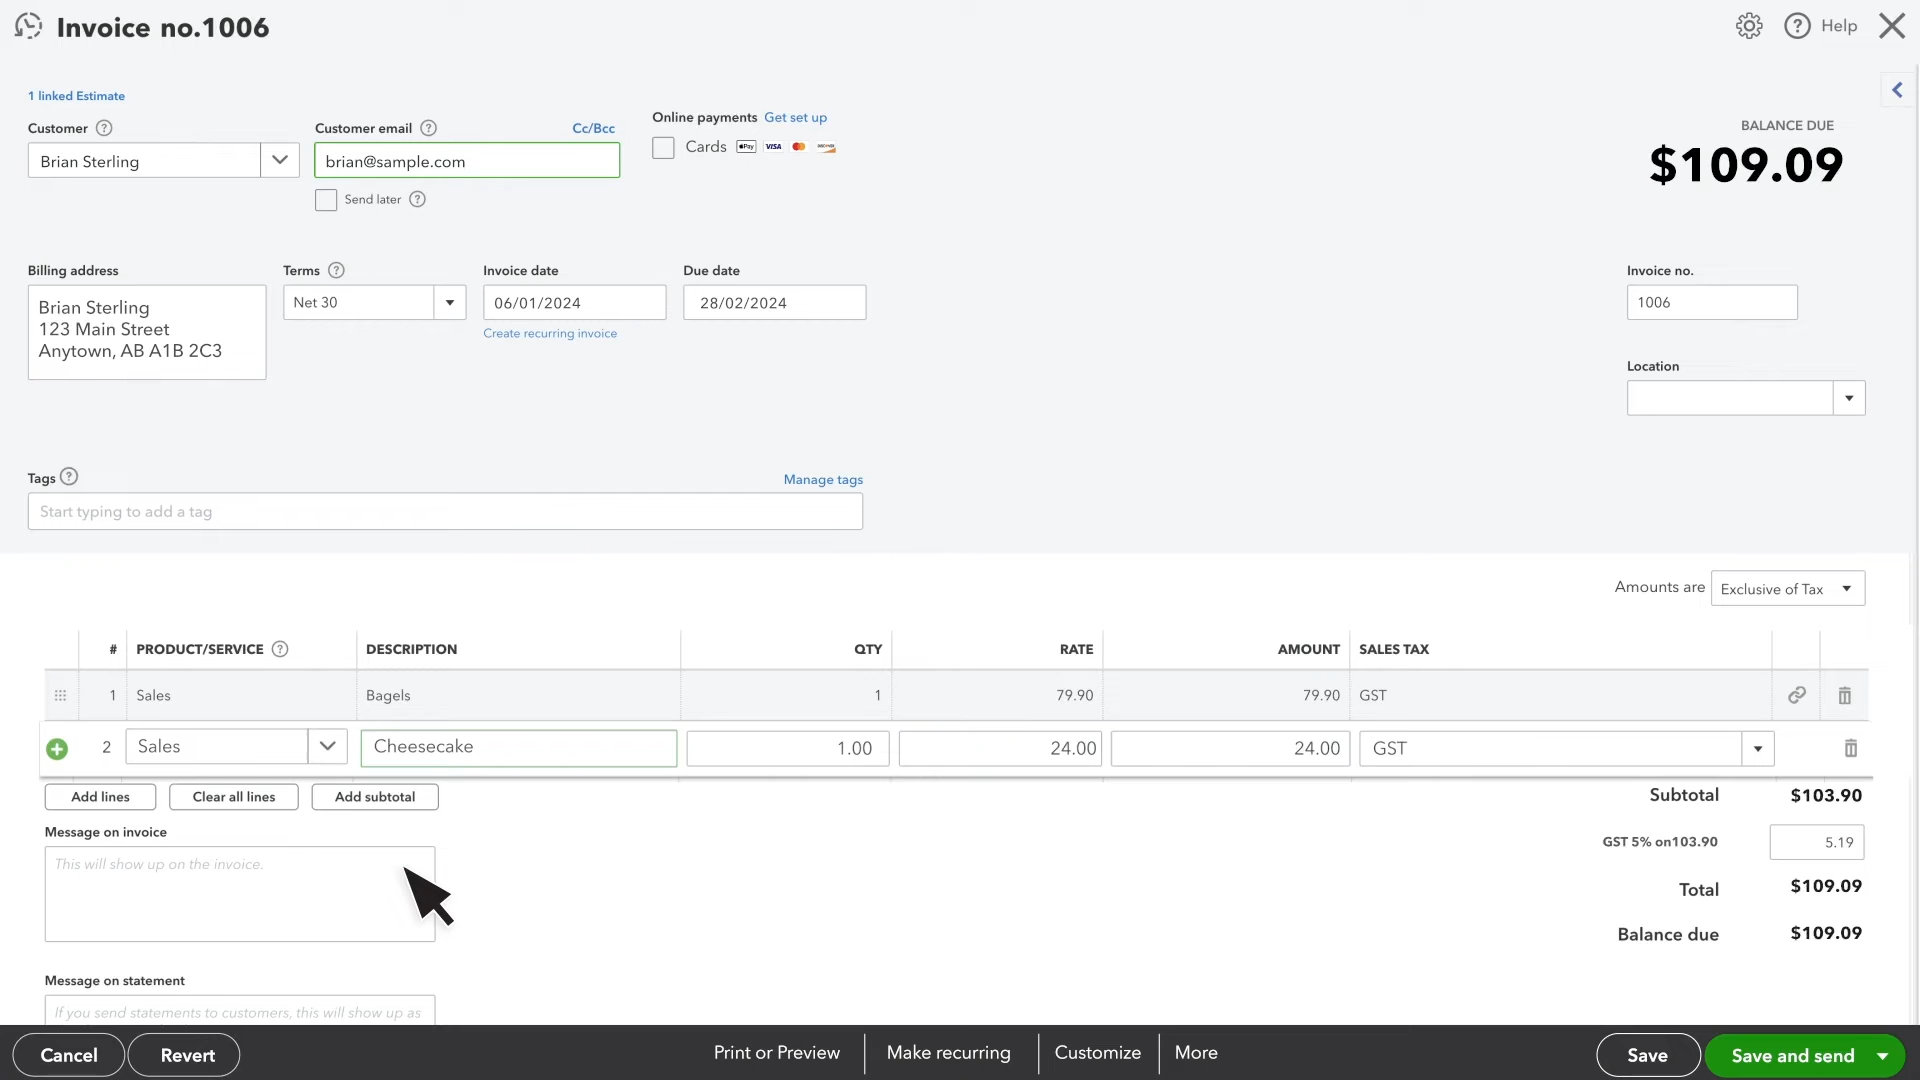 Invoice no.1006
Help
1 linked Estimate
Customer
Customer email
Cc/Bcc
Online payments Get set up
Brian Sterling
brian@sample.com
Cards
Pay VISA
DISCOVER
Send later
BALANCE DUE
$109.09
Billing address
Terms
Invoice date
Due date
Invoice no.
Brian Sterling
123 Main Street
Anytown, AB A1B 2C3
Net 30
06/01/2024
28/02/2024
1006
Create recurring invoice
Location
Tags
Manage tags
Start typing to add a tag
Amounts are
Exclusive of Tax
# PRODUCT/SERVICE DESCRIPTION QTY RATE AMOUNT SALES TAX
1 Sales Bagels 1 79.90 79.90 GST
2 Sales Cheesecake 1.00 24.00 24.00 GST
Add lines
Clear all lines
Add subtotal
Subtotal $103.90
Message on invoice
This will show up on the invoice.
GST 5% on103.90 5.19
Total $109.09
Balance due $109.09
Message on statement
If you send statements to customers, this will show up as
Cancel
Revert
Print or Preview
Make recurring
Customize
More
Save
Save and send